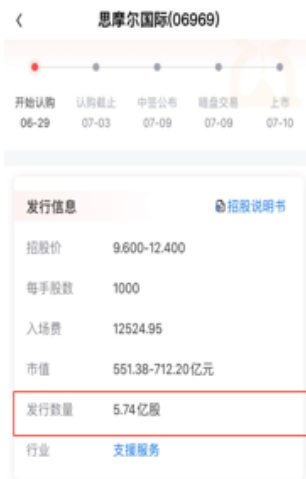 思摩尔国际(06969)
开始认购 认购截止 中签公布 暗盘交易 上市
06-29 07-03 07-09 07-09 07-10
发行信息 招股说明书
招股价 9.600-12.400
每手股数 1000
入场费 12524.95
市值 551.38-712.20亿元
发行数量 5.74亿股
行业 支援服务